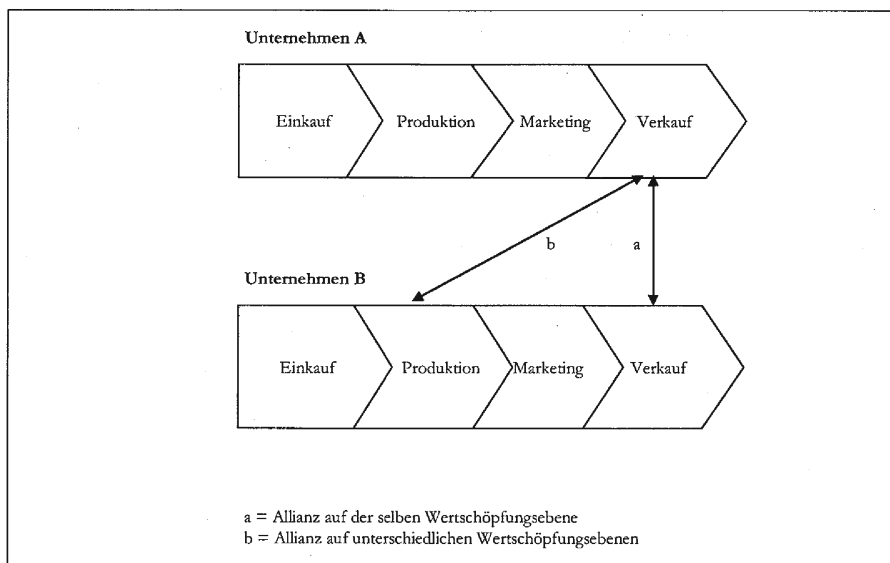 Unternehmen A
Einkauf Produktion Marketing Verkauf
b a
Unternehmen B
Einkauf Produktion Marketing Verkauf
a = Allianz auf der selben Wertschöpfungsebene
b = Allianz auf unterschiedlichen Wertschöpfungsebenen